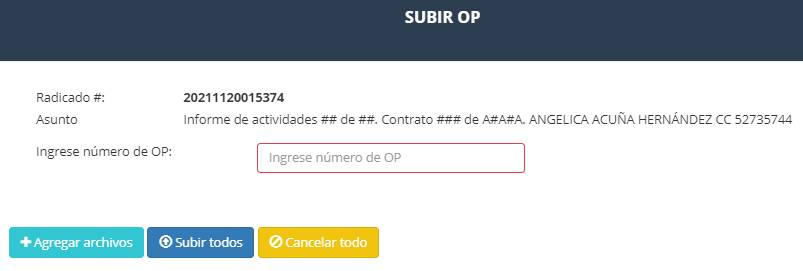 SUBIR OP
Radicado #: 20211120015374
Asunto Informe de actividades ## de ##. Contrato ### de A#A#A. ANGELICA ACUÑA HERNÁNDEZ CC 52735744
Ingrese número de OP: Ingrese número de OP
Agregar archivos Subir todos Cancelar todo